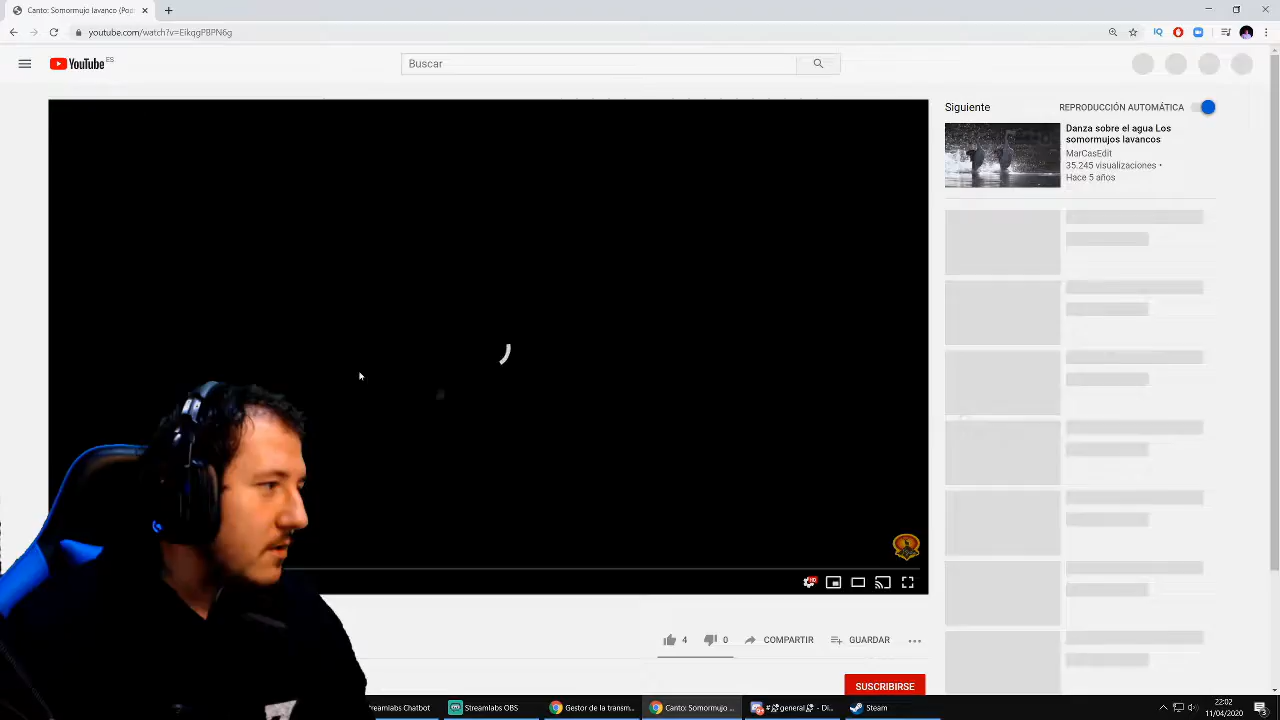 Canto: Somormujo lavanco (Pod
youtube.com/watch?v=EikqgPBPN6g
YouTube ES
Buscar
Siguiente
REPRODUCCIÓN AUTOMÁTICA
Danza sobre el agua Los
somormujos lavancos
MarCasEdit
35.245 visualizaciones •
Hace 5 años
4
0
COMPARTIR
GUARDAR
SUSCRIBIRSE
Streamlabs Chatbot
Streamlabs OBS
Gestor de la transm...
Canto: Somormujo ...
Steam
22:02
11/04/2020